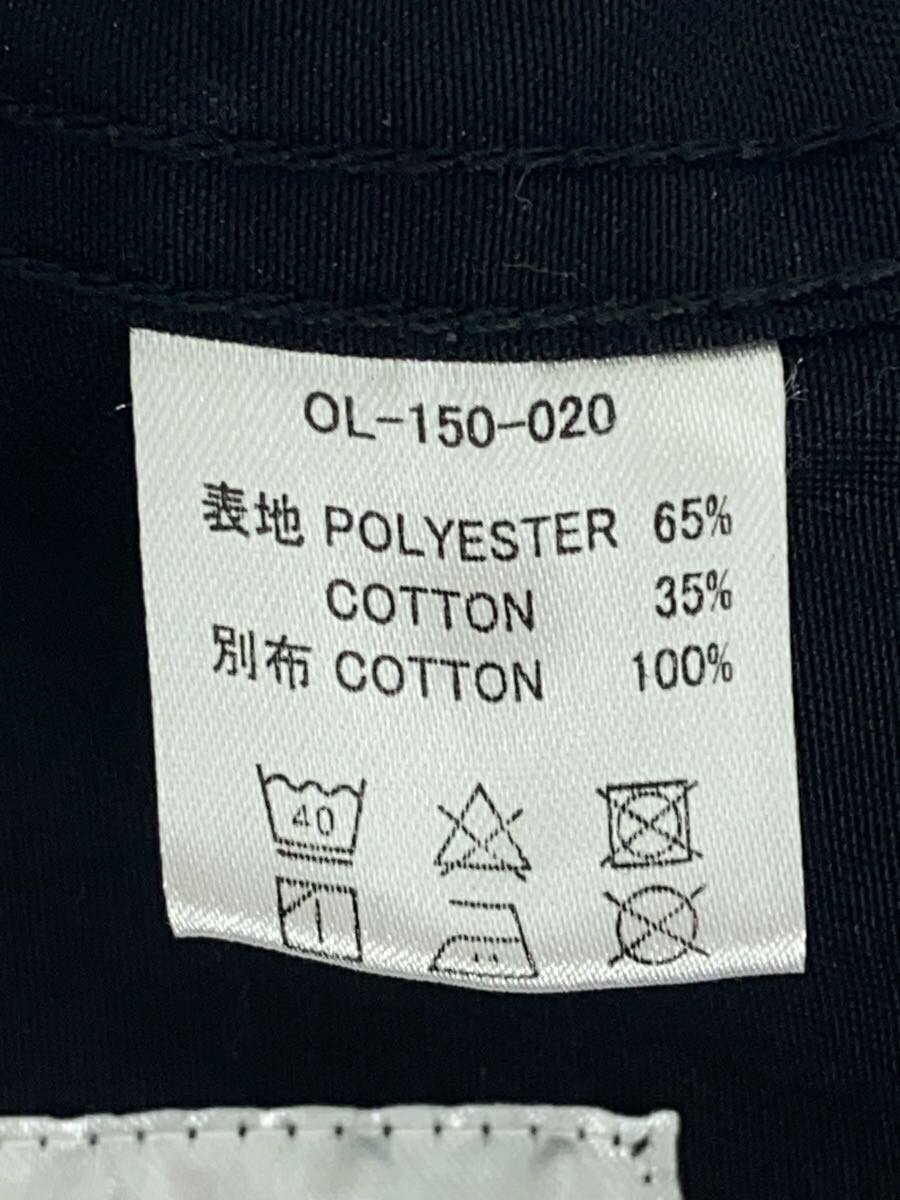 OL-150-020
表地 POLYESTER 65%
COTTON 35%
別布 COTTON 100%
40